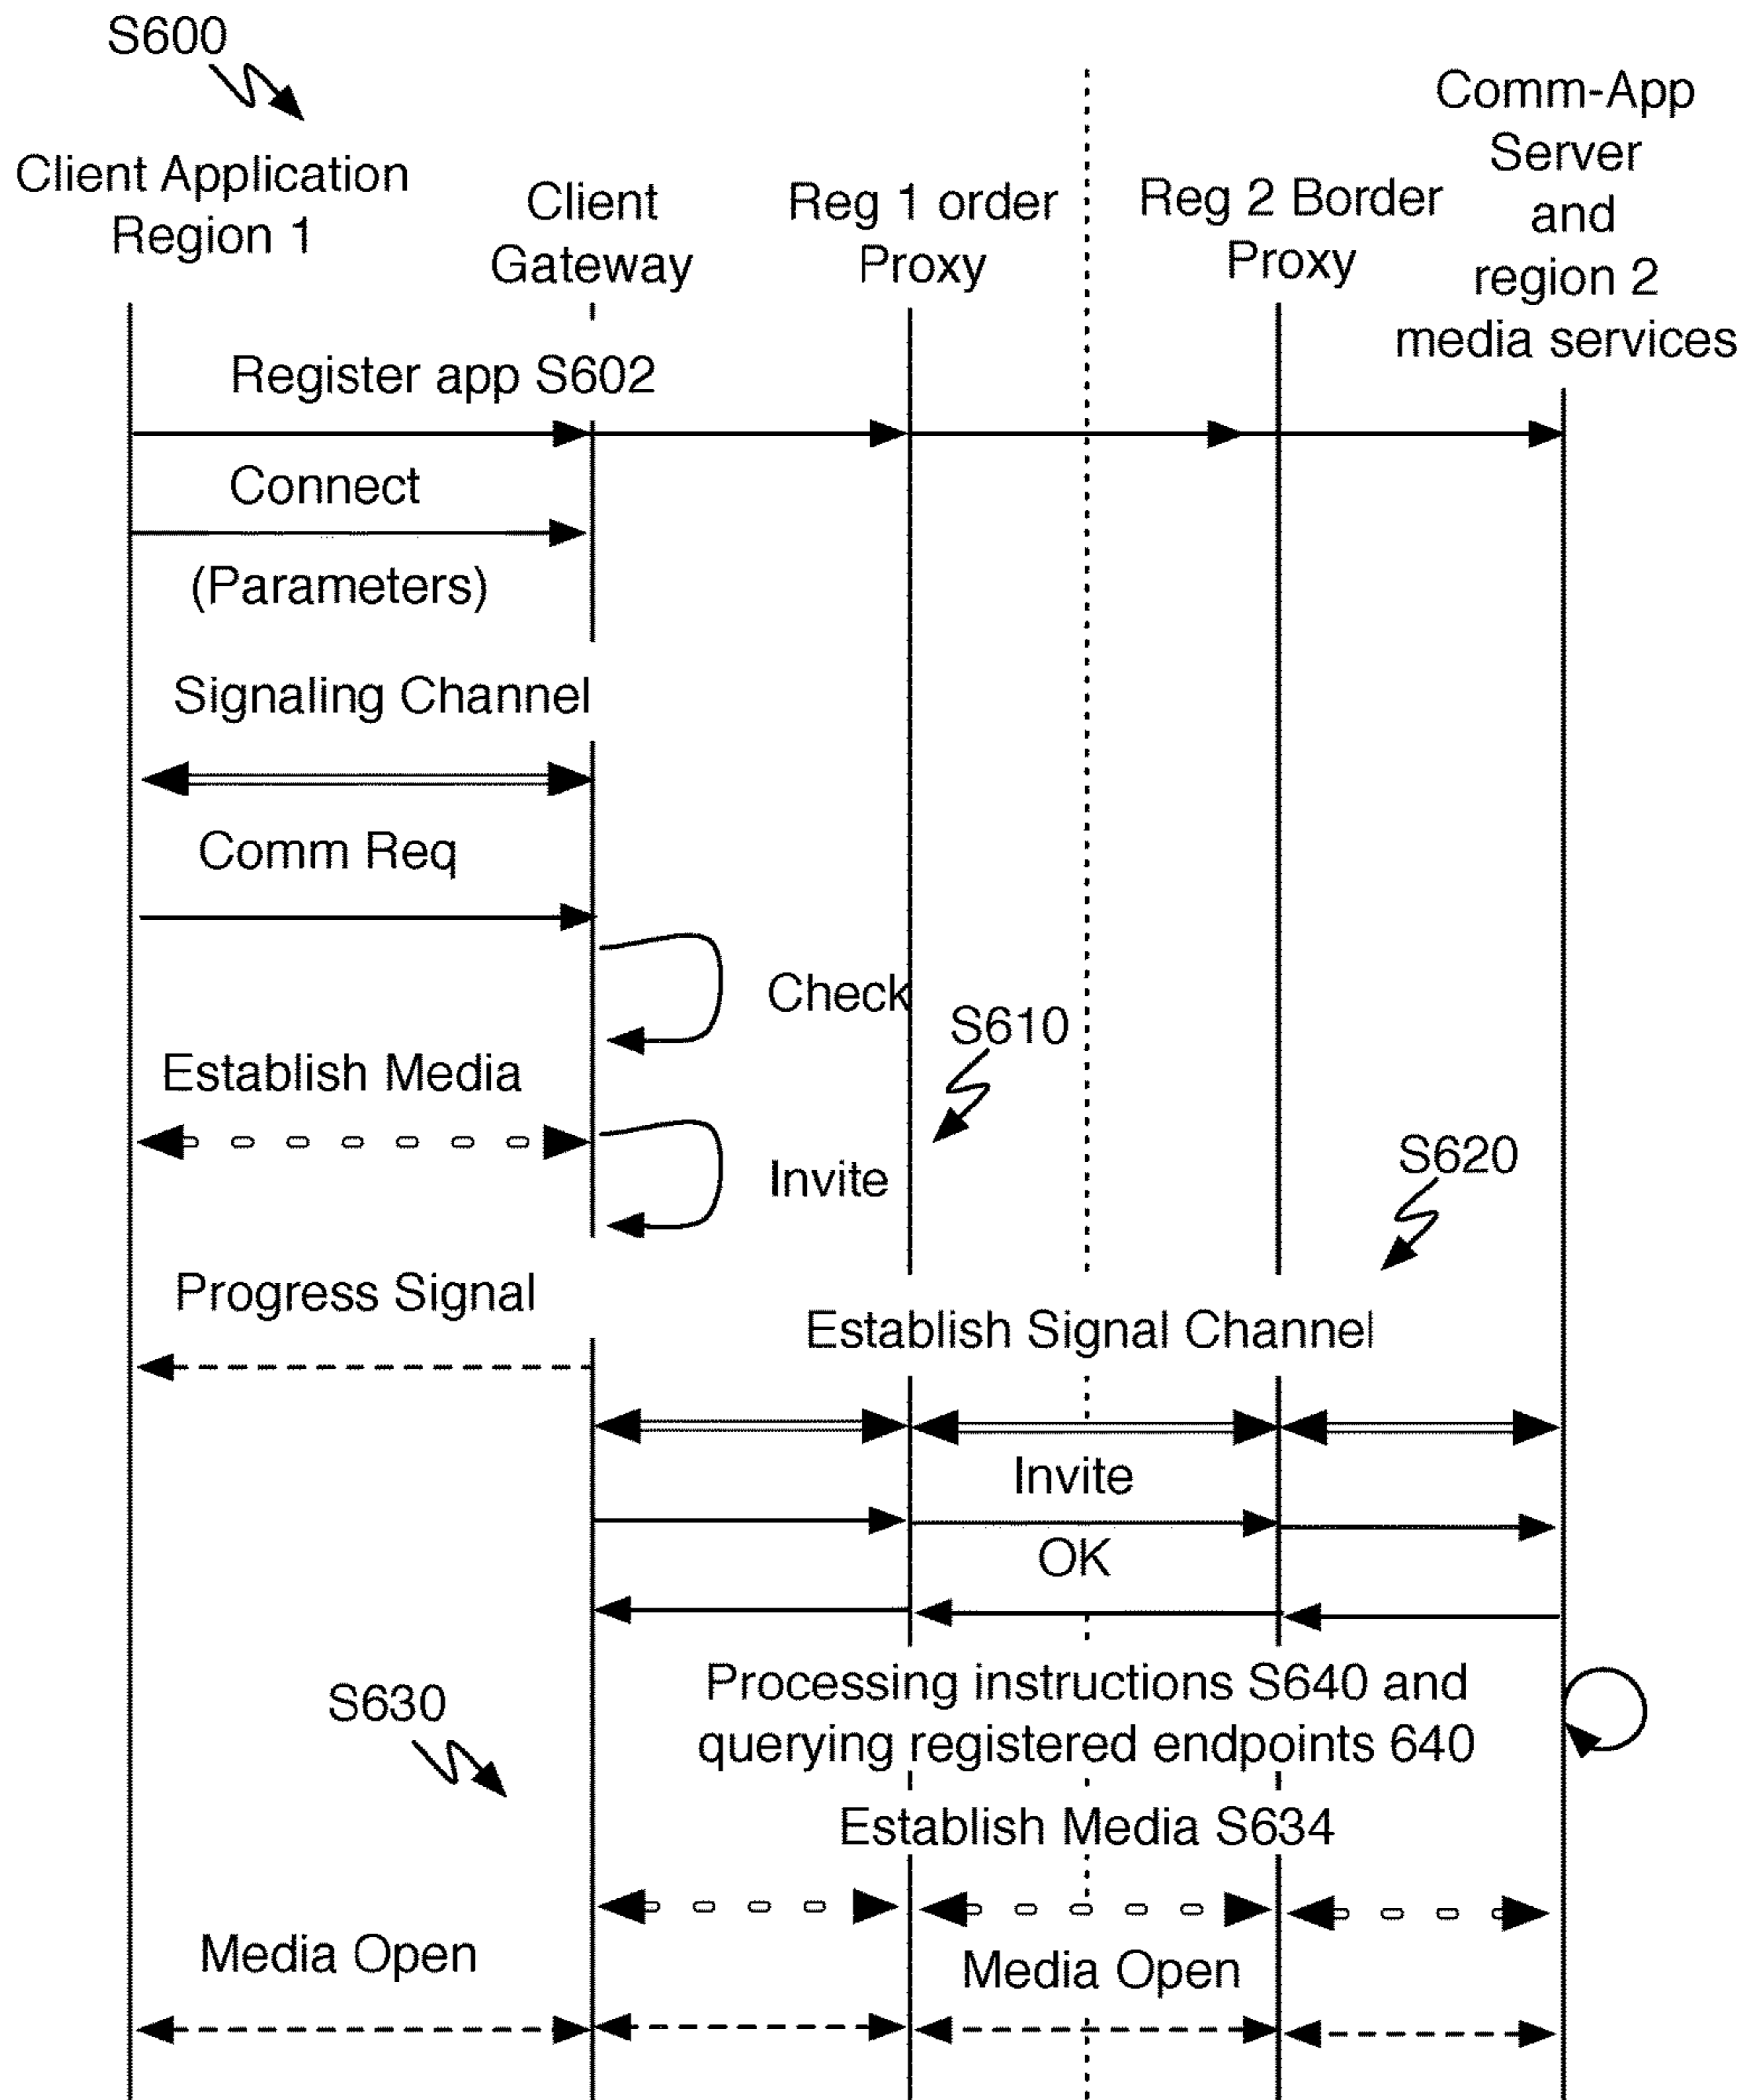 S600
Client Application
Region 1
Client
Gateway
Reg 1 order
Proxy
Reg 2 Border
Proxy
Comm-App
Server
and
region 2
media services
Register app S602
Connect
(Parameters)
Signaling Channel
Comm Req
Check
S610
Establish Media
Invite
S620
Progress Signal
Establish Signal Channel
Invite
OK
Processing instructions S640 and
querying registered endpoints 640
S630
Establish Media S634
Media Open
Media Open